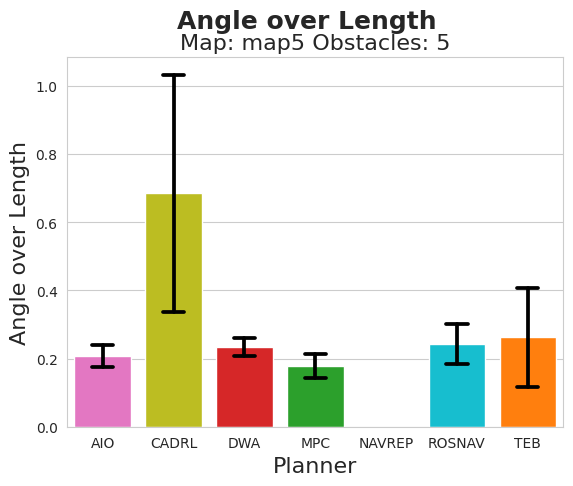 Angle over Length
Map: map5 Obstacles: 5
Angle over Length
1.0
0.8
0.6
0.4
0.2
0.0
AIO CADRL DWA MPC NAVREP ROSNAV TEB
Planner